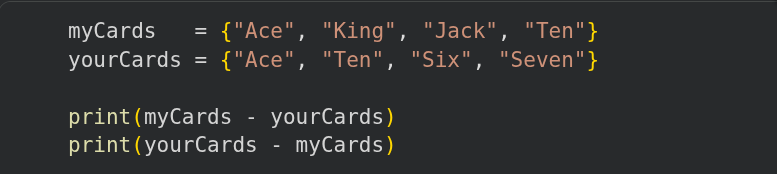 myCards   = {"Ace", "King", "Jack", "Ten"}
yourCards = {"Ace", "Ten", "Six", "Seven"}
print(myCards - yourCards)
print(yourCards - myCards)